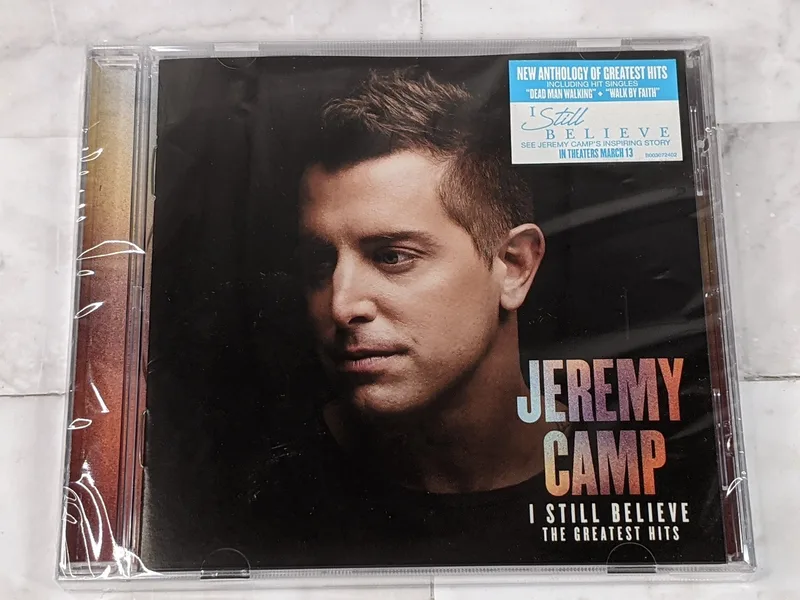 NEW ANTHOLOGY OF GREATEST HITS
INCLUDING HIT SINGLES
"DEAD MAN WALKING" • "WALK BY FAITH"
I Still
BELIEVE
SEE JEREMY CAMP'S INSPIRING STORY
IN THEATERS MARCH 13
JEREMY
CAMP
I STILL BELIEVE
THE GREATEST HITS